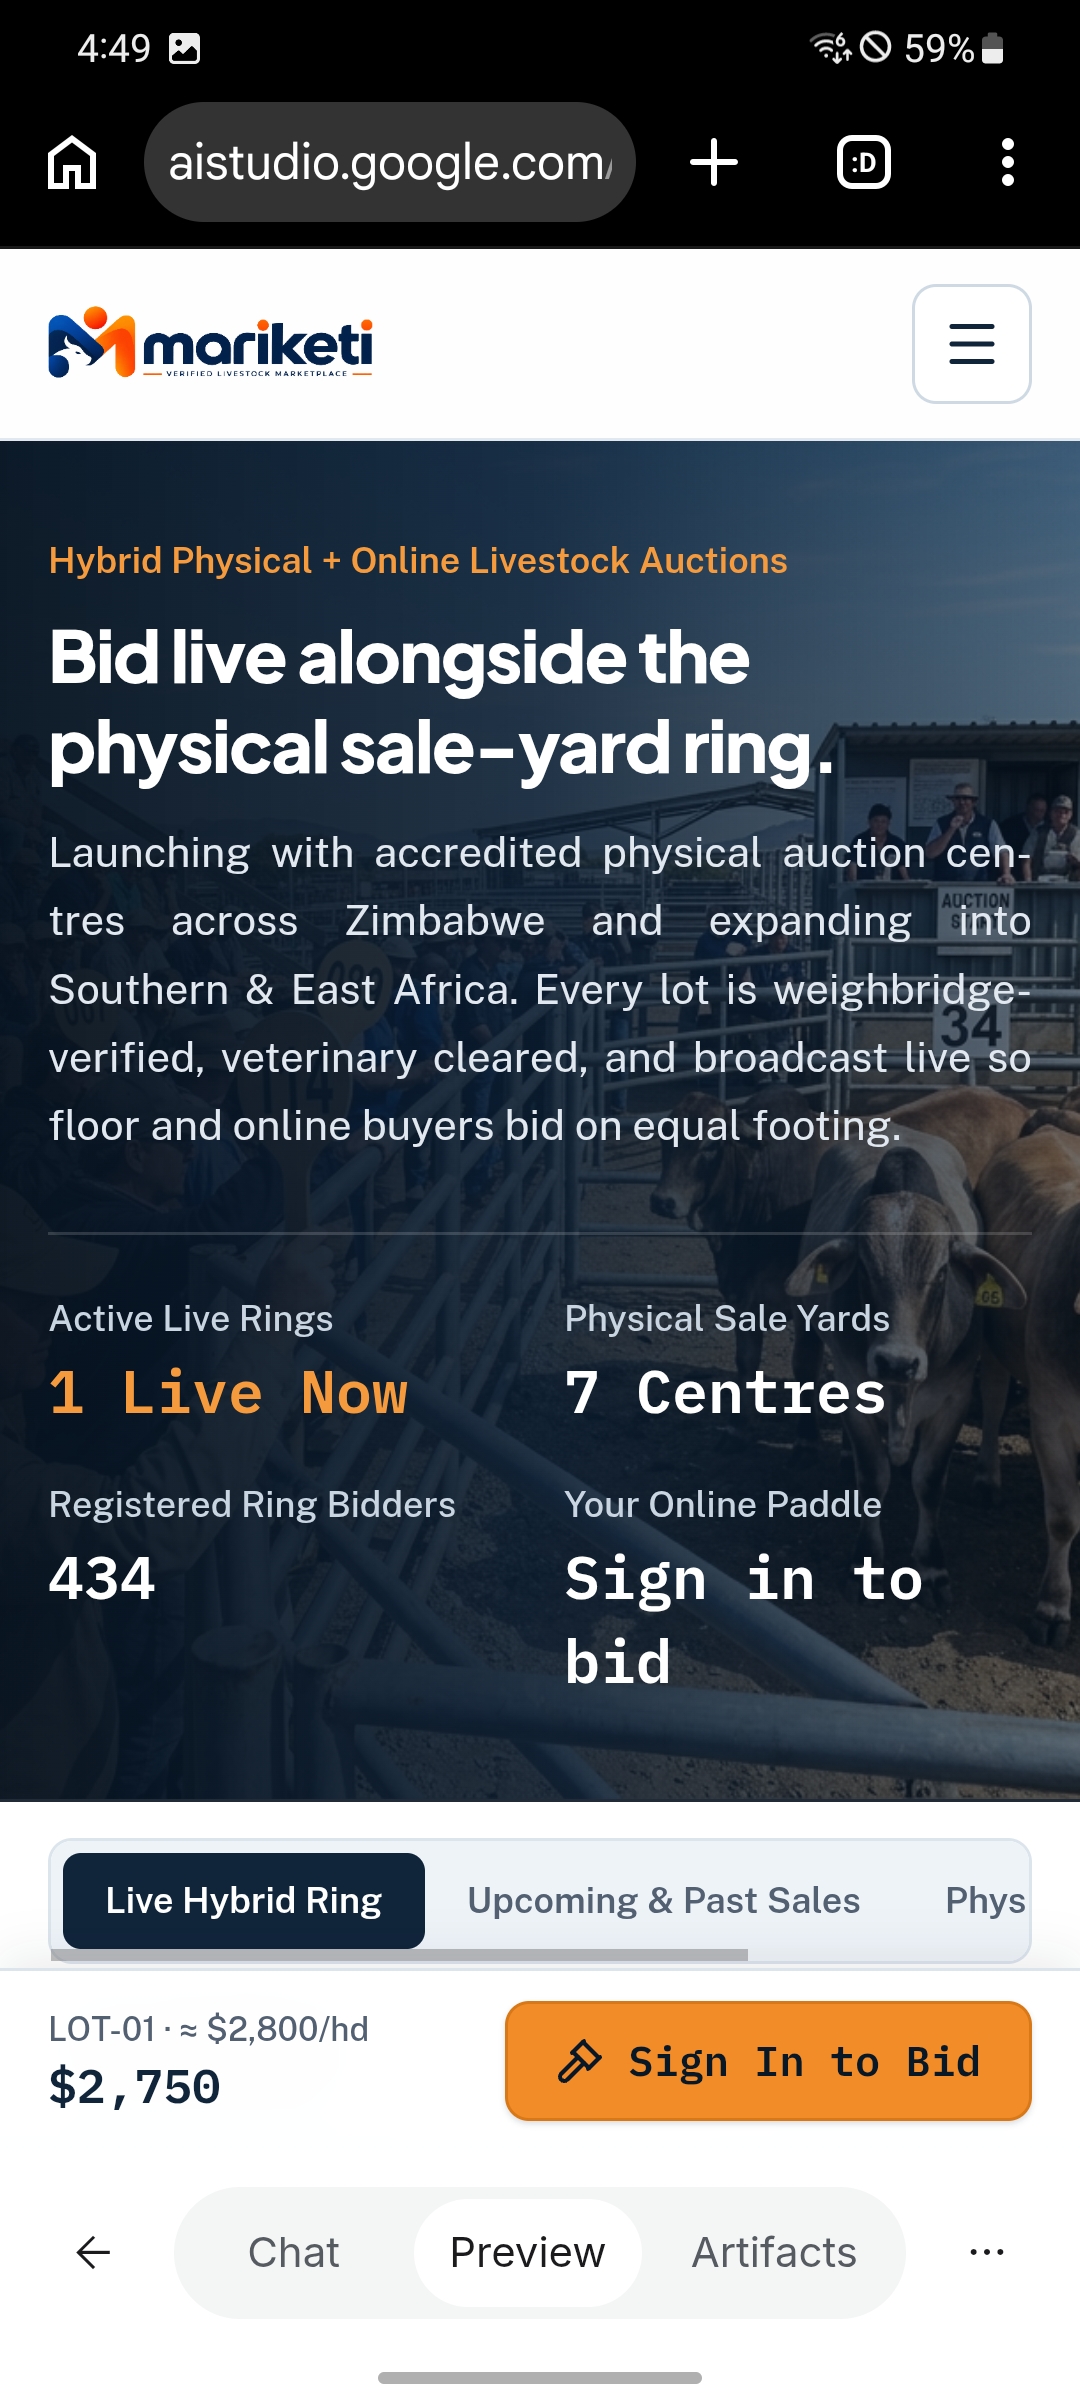 4:49
6
59%
aistudio.google.com/
:D
mariketi
VERIFIED LIVESTOCK MARKETPLACE
Hybrid Physical + Online Livestock Auctions
Bid live alongside the
physical sale-yard ring.
Launching with accredited physical auction cen-
tres across Zimbabwe and expanding into
Southern & East Africa. Every lot is weighbridge-
verified, veterinary cleared, and broadcast live so
floor and online buyers bid on equal footing.
AUCTION
34
Active Live Rings
1 Live Now
Physical Sale Yards
7 Centres
Registered Ring Bidders
434
Your Online Paddle
Sign in to
bid
Live Hybrid Ring
Upcoming & Past Sales
Phys
LOT-01 · ≈ $2,800/hd
$2,750
Sign In to Bid
Chat
Preview
Artifacts